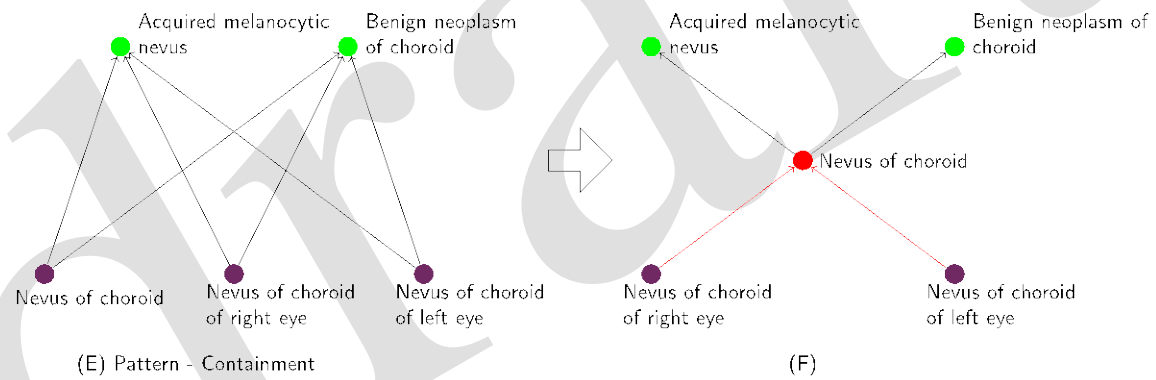 Acquired melanocytic
nevus
Benign neoplasm
of choroid
Nevus of choroid
Nevus of choroid
of right eye
Nevus of choroid
of left eye
(E) Pattern - Containment
Acquired melanocytic
nevus
Benign neoplasm of
choroid
Nevus of choroid
Nevus of choroid
of right eye
Nevus of choroid
of left eye
(F)